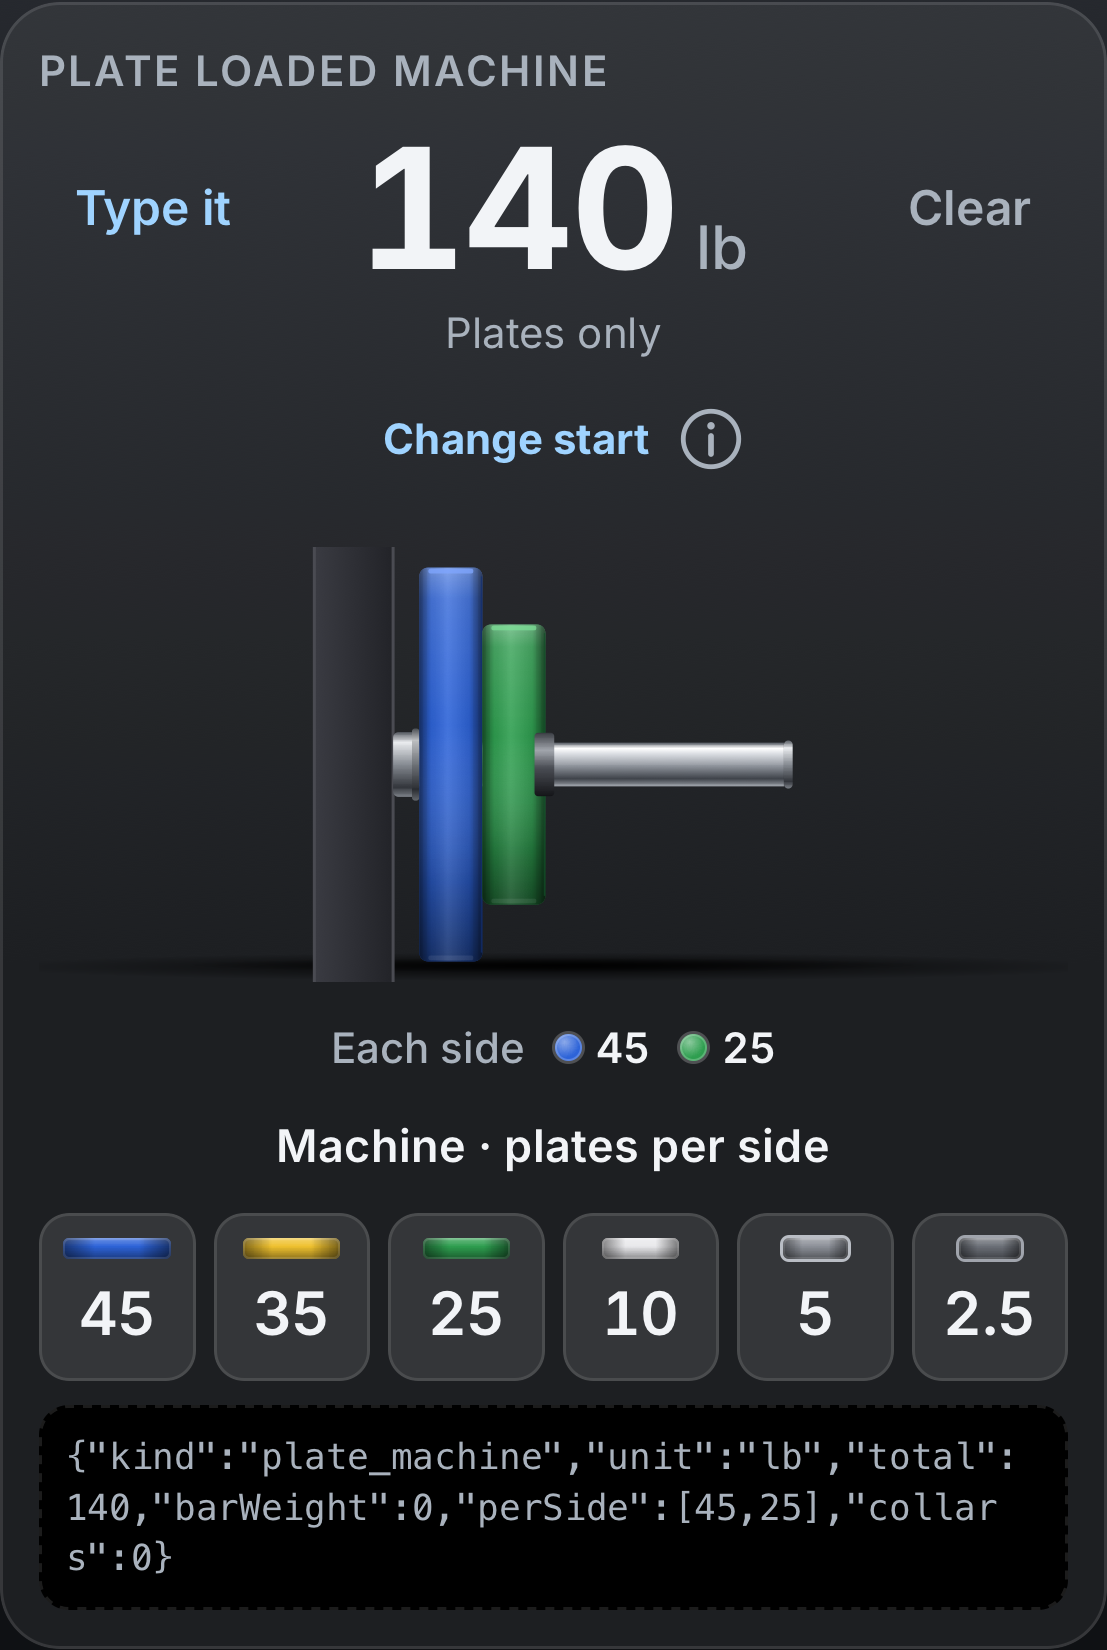 PLATE LOADED MACHINE
Type it 140 lb Clear
Plates only
Change start
Each side 45 25
Machine · plates per side
45 35 25 10 5 2.5
{"kind":"plate_machine","unit":"lb","total":
140,"barWeight":0,"perSide":[45,25],"collar
s":0}